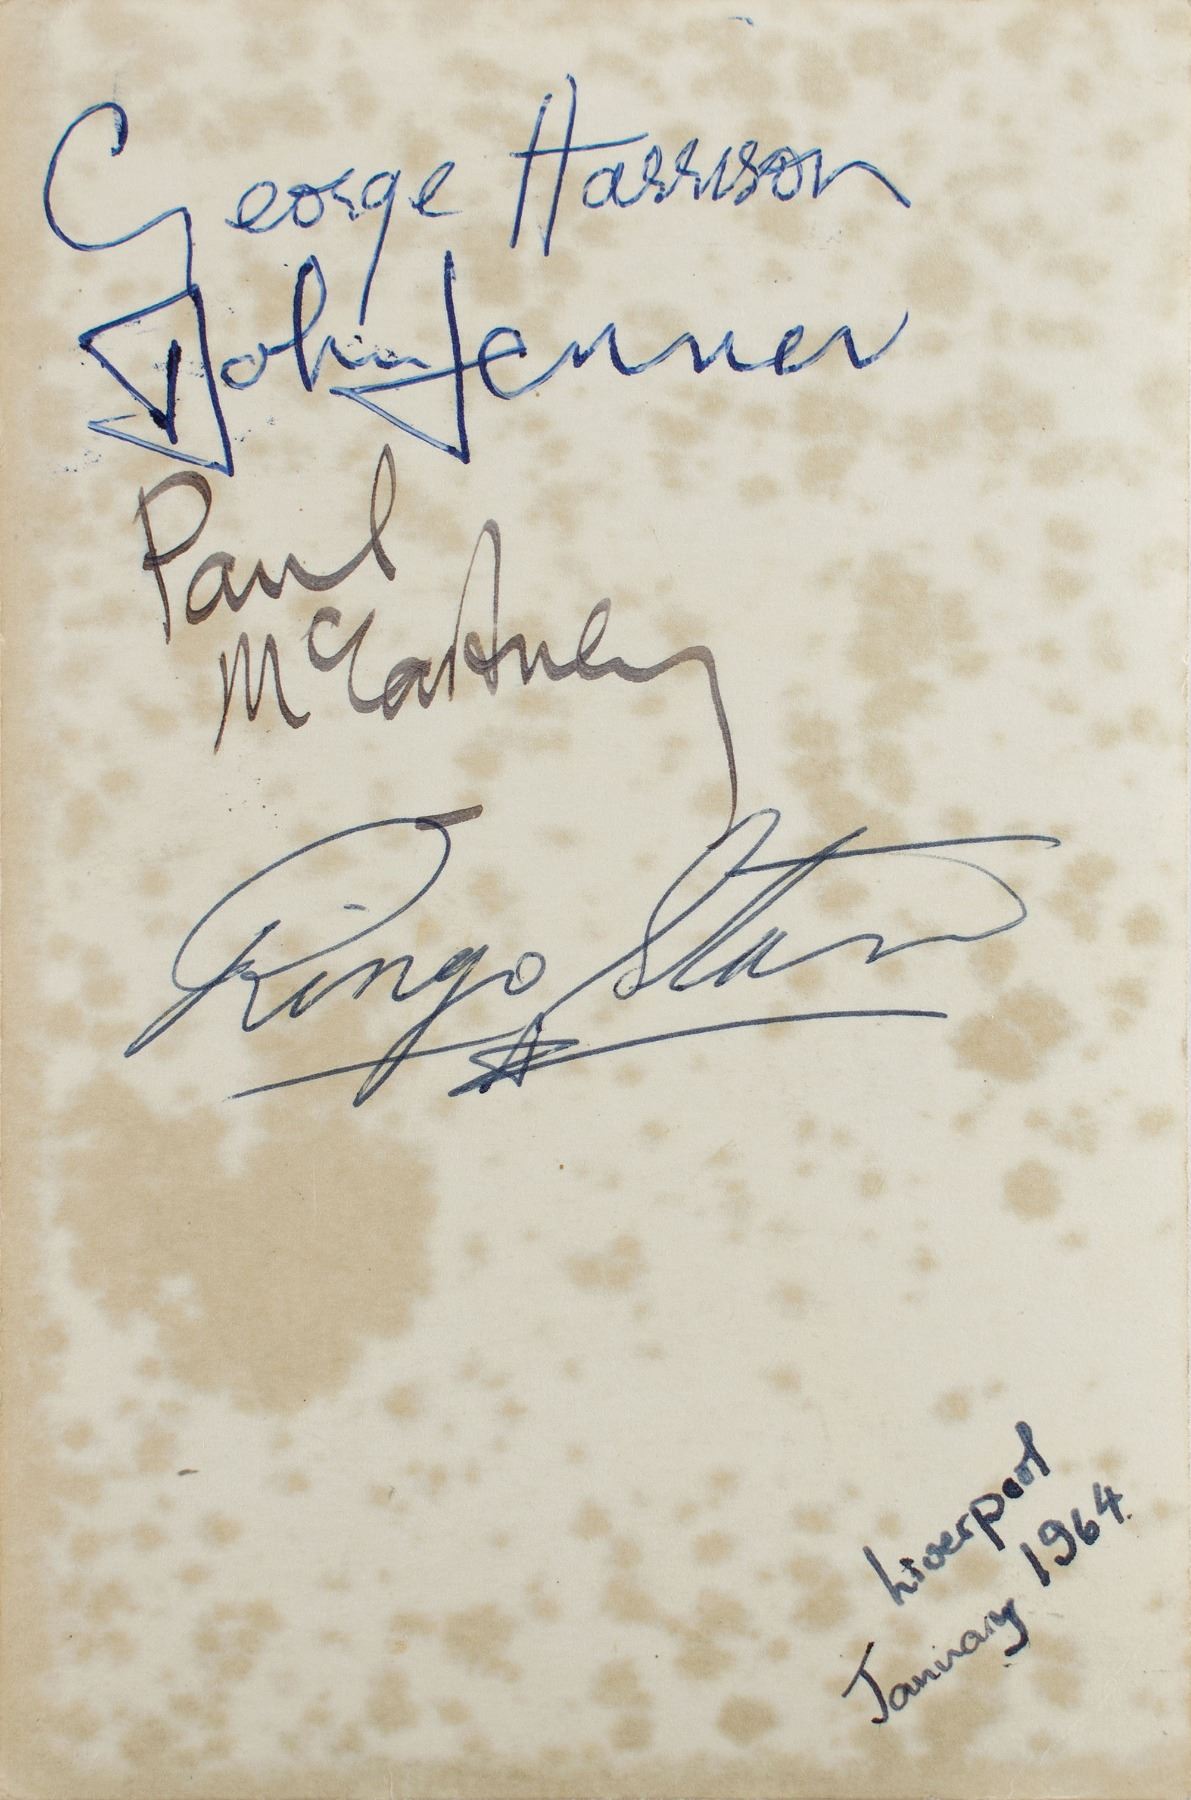 George Harrison
John Lennon
Paul
McCartney
Ringo Starr
Liverpool
January 1964.